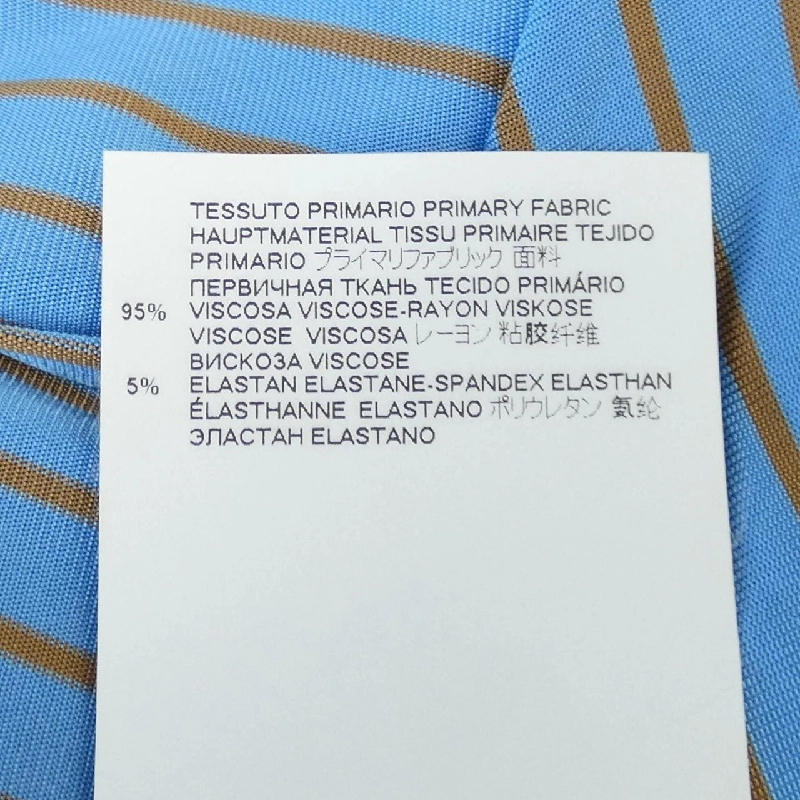 TESSUTO PRIMARIO PRIMARY FABRIC
HAUPTMATERIAL TISSU PRIMAIRE TEJIDO
PRIMARIO プライマリファブリック 面料
ПЕРВИЧНАЯ ТКАНЬ TECIDO PRIMÁRIO
95% VISCOSA VISCOSE-RAYON VISKOSE
VISCOSE VISCOSA レーヨン 粘胶纤维
ВИСКОЗА VISCOSE
5% ELASTAN ELASTANE-SPANDEX ELASTHAN
ÉLASTHANNE ELASTANO ポリウレタン 氨纶
ЭЛАСТАН ELASTANO